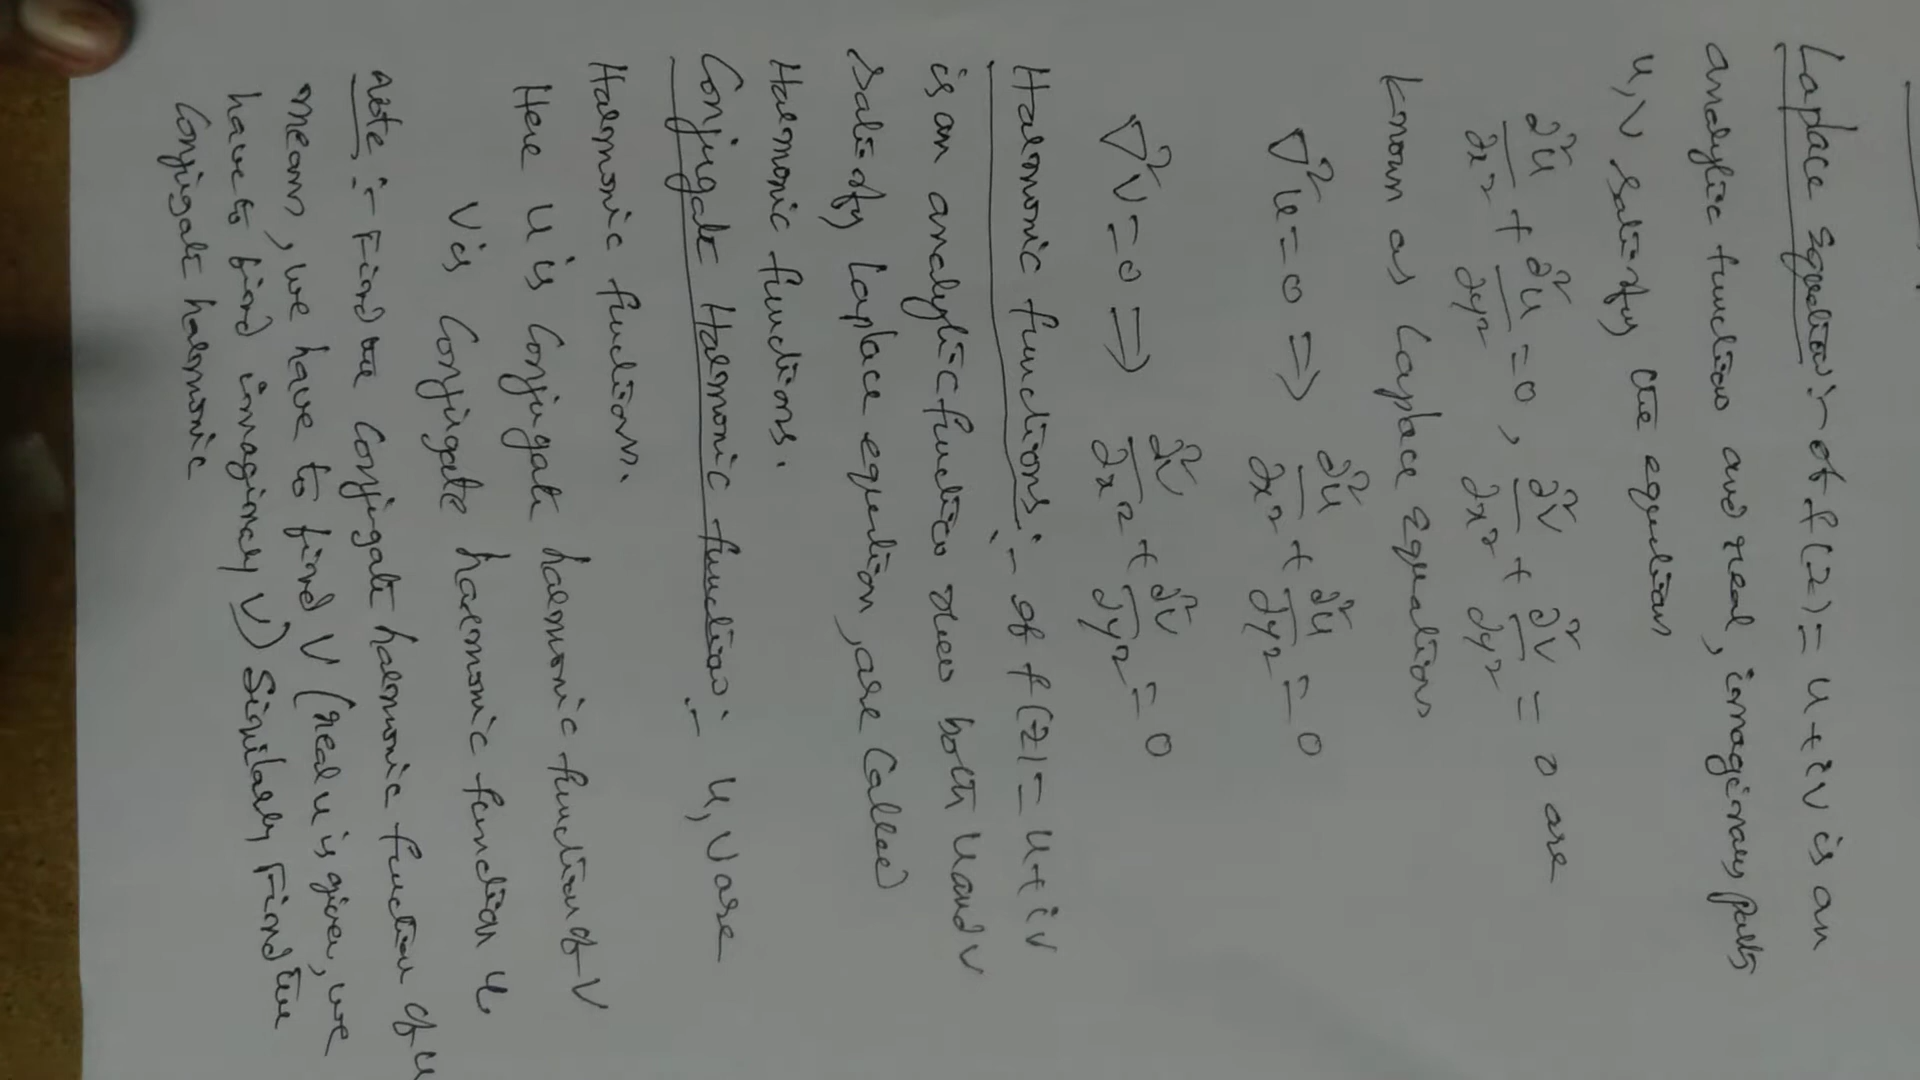 Laplace Equation :- If f(z) = u+iv is an
analytic function and real, imaginary parts
u, v satisfy the equations
∂²u/∂x² + ∂²u/∂y² = 0, ∂²v/∂x² + ∂²v/∂y² = 0 are
known as Laplace Equations
∇²u = 0 ⇒ ∂²u/∂x² + ∂²u/∂y² = 0
∇²v = 0 ⇒ ∂²v/∂x² + ∂²v/∂y² = 0
Harmonic functions :- If f(z) = u+iv
is an analytic function then both u and v
satisfy Laplace equation, are called
Harmonic functions.
Conjugate Harmonic function :- u, v are
Harmonic functions.
Here u is conjugate harmonic function of v
v is conjugate harmonic function u
Note :- Find the conjugate harmonic function of u
means, we have to find v (real u is given, we
have to find imaginary v) Similarly Find the
conjugate harmonic